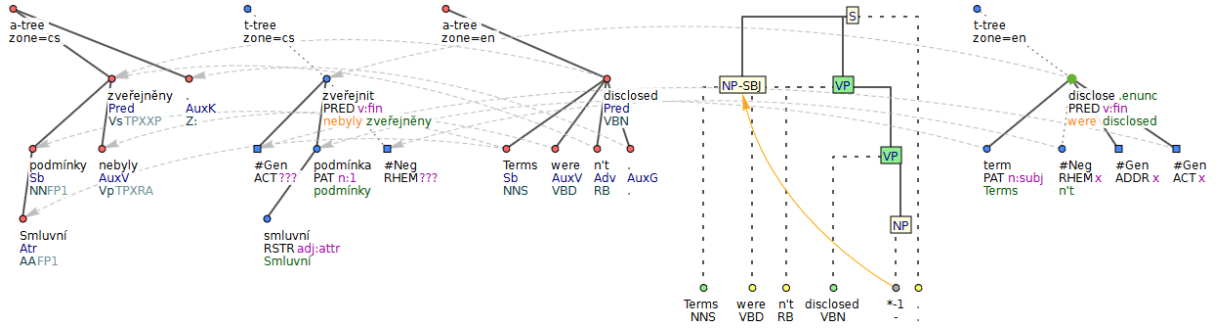 a-tree
zone=cs
zveřejněny
Pred
VsTPXXP
.
AuxK
Z:
podmínky
Sb
NNFP1
nebyly
AuxV
VpTPXRA
Smluvní
Atr
AAFP1
t-tree
zone=cs
zveřejnit
PRED v:fin
nebyly zveřejněny
#Gen
ACT???
podmínka
PAT n:1
podmínky
#Neg
RHEM???
smluvní
RSTR adj:attr
Smluvní
a-tree
zone=en
disclosed
Pred
VBN
Terms
Sb
NNS
were
AuxV
VBD
n't
Adv
RB
.
AuxG
.
S
NP-SBJ
VP
VP
NP
Terms
NNS
were
VBD
n't
RB
disclosed
VBN
*-1
-
.
.
t-tree
zone=en
disclose .enunc
PRED v:fin
were disclosed
term
PAT n:subj
Terms
#Neg
RHEM x
n't
#Gen
ADDR x
#Gen
ACT x